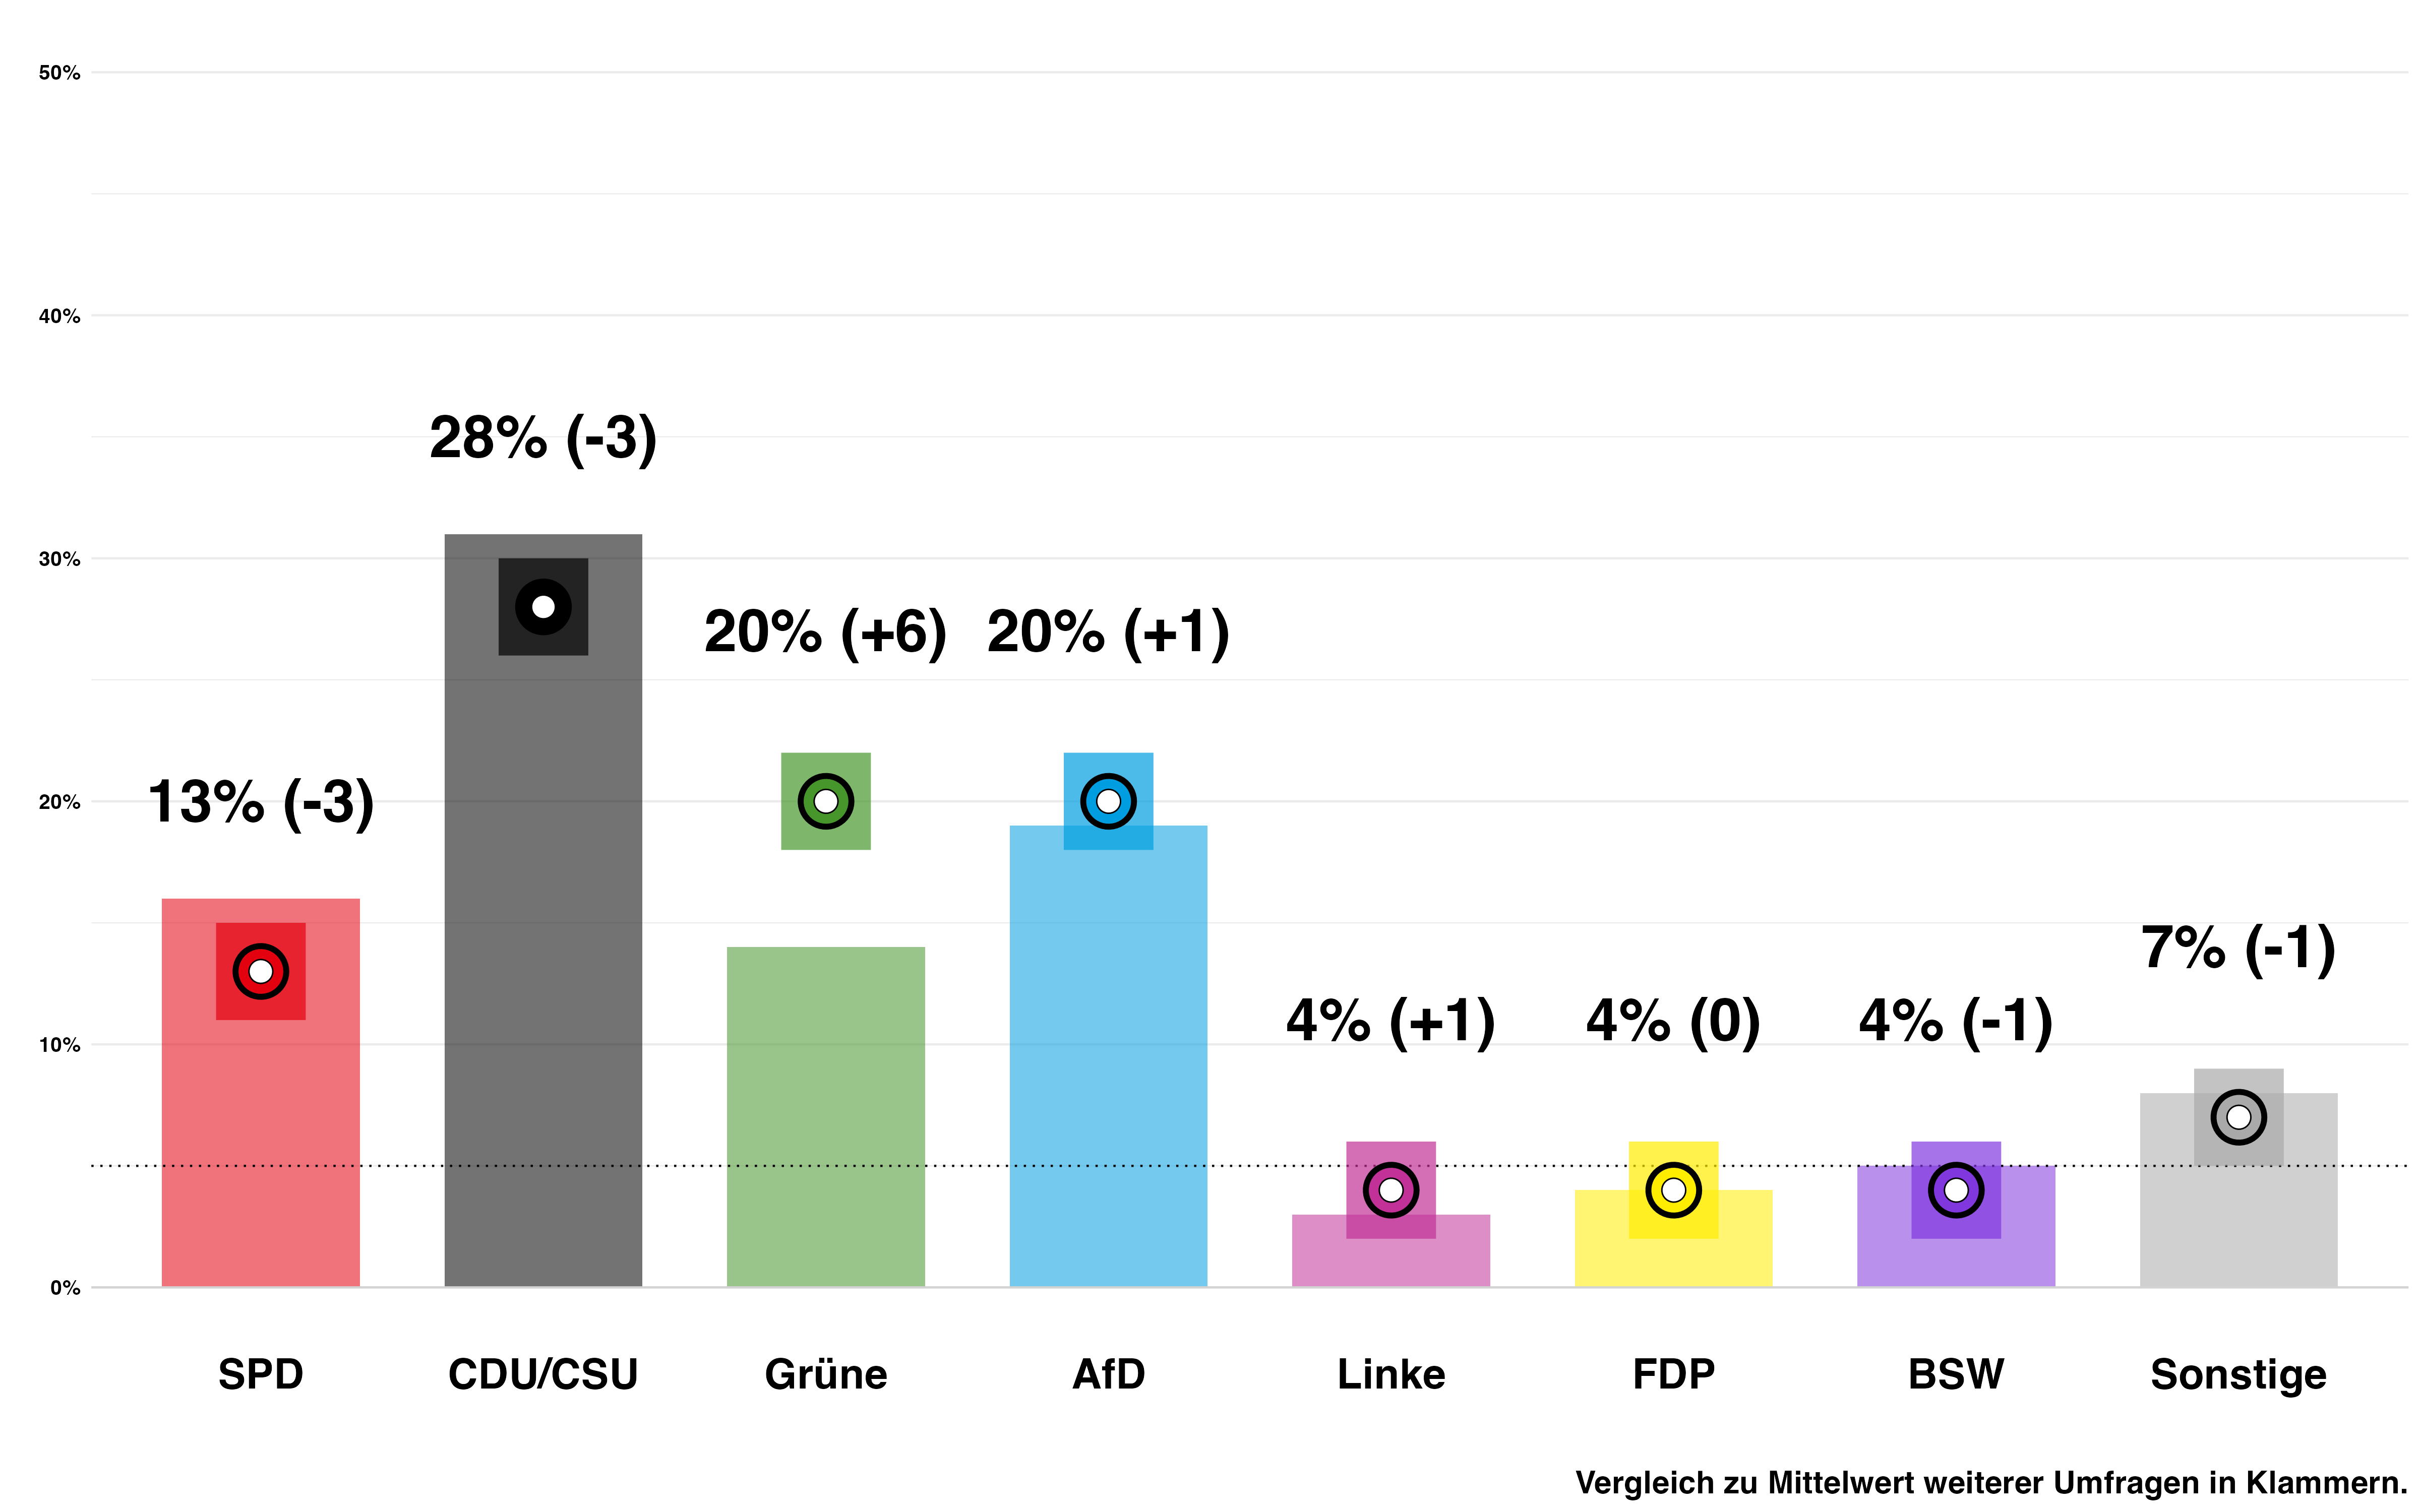 50%
40%
28% (-3)
30%
20% (+6) 20% (+1)
20%
13% (-3)
7% (-1)
4% (+1) 4% (0) 4% (-1)
10%
0%
SPD CDU/CSU Grüne AfD Linke FDP BSW Sonstige
Vergleich zu Mittelwert weiterer Umfragen in Klammern.